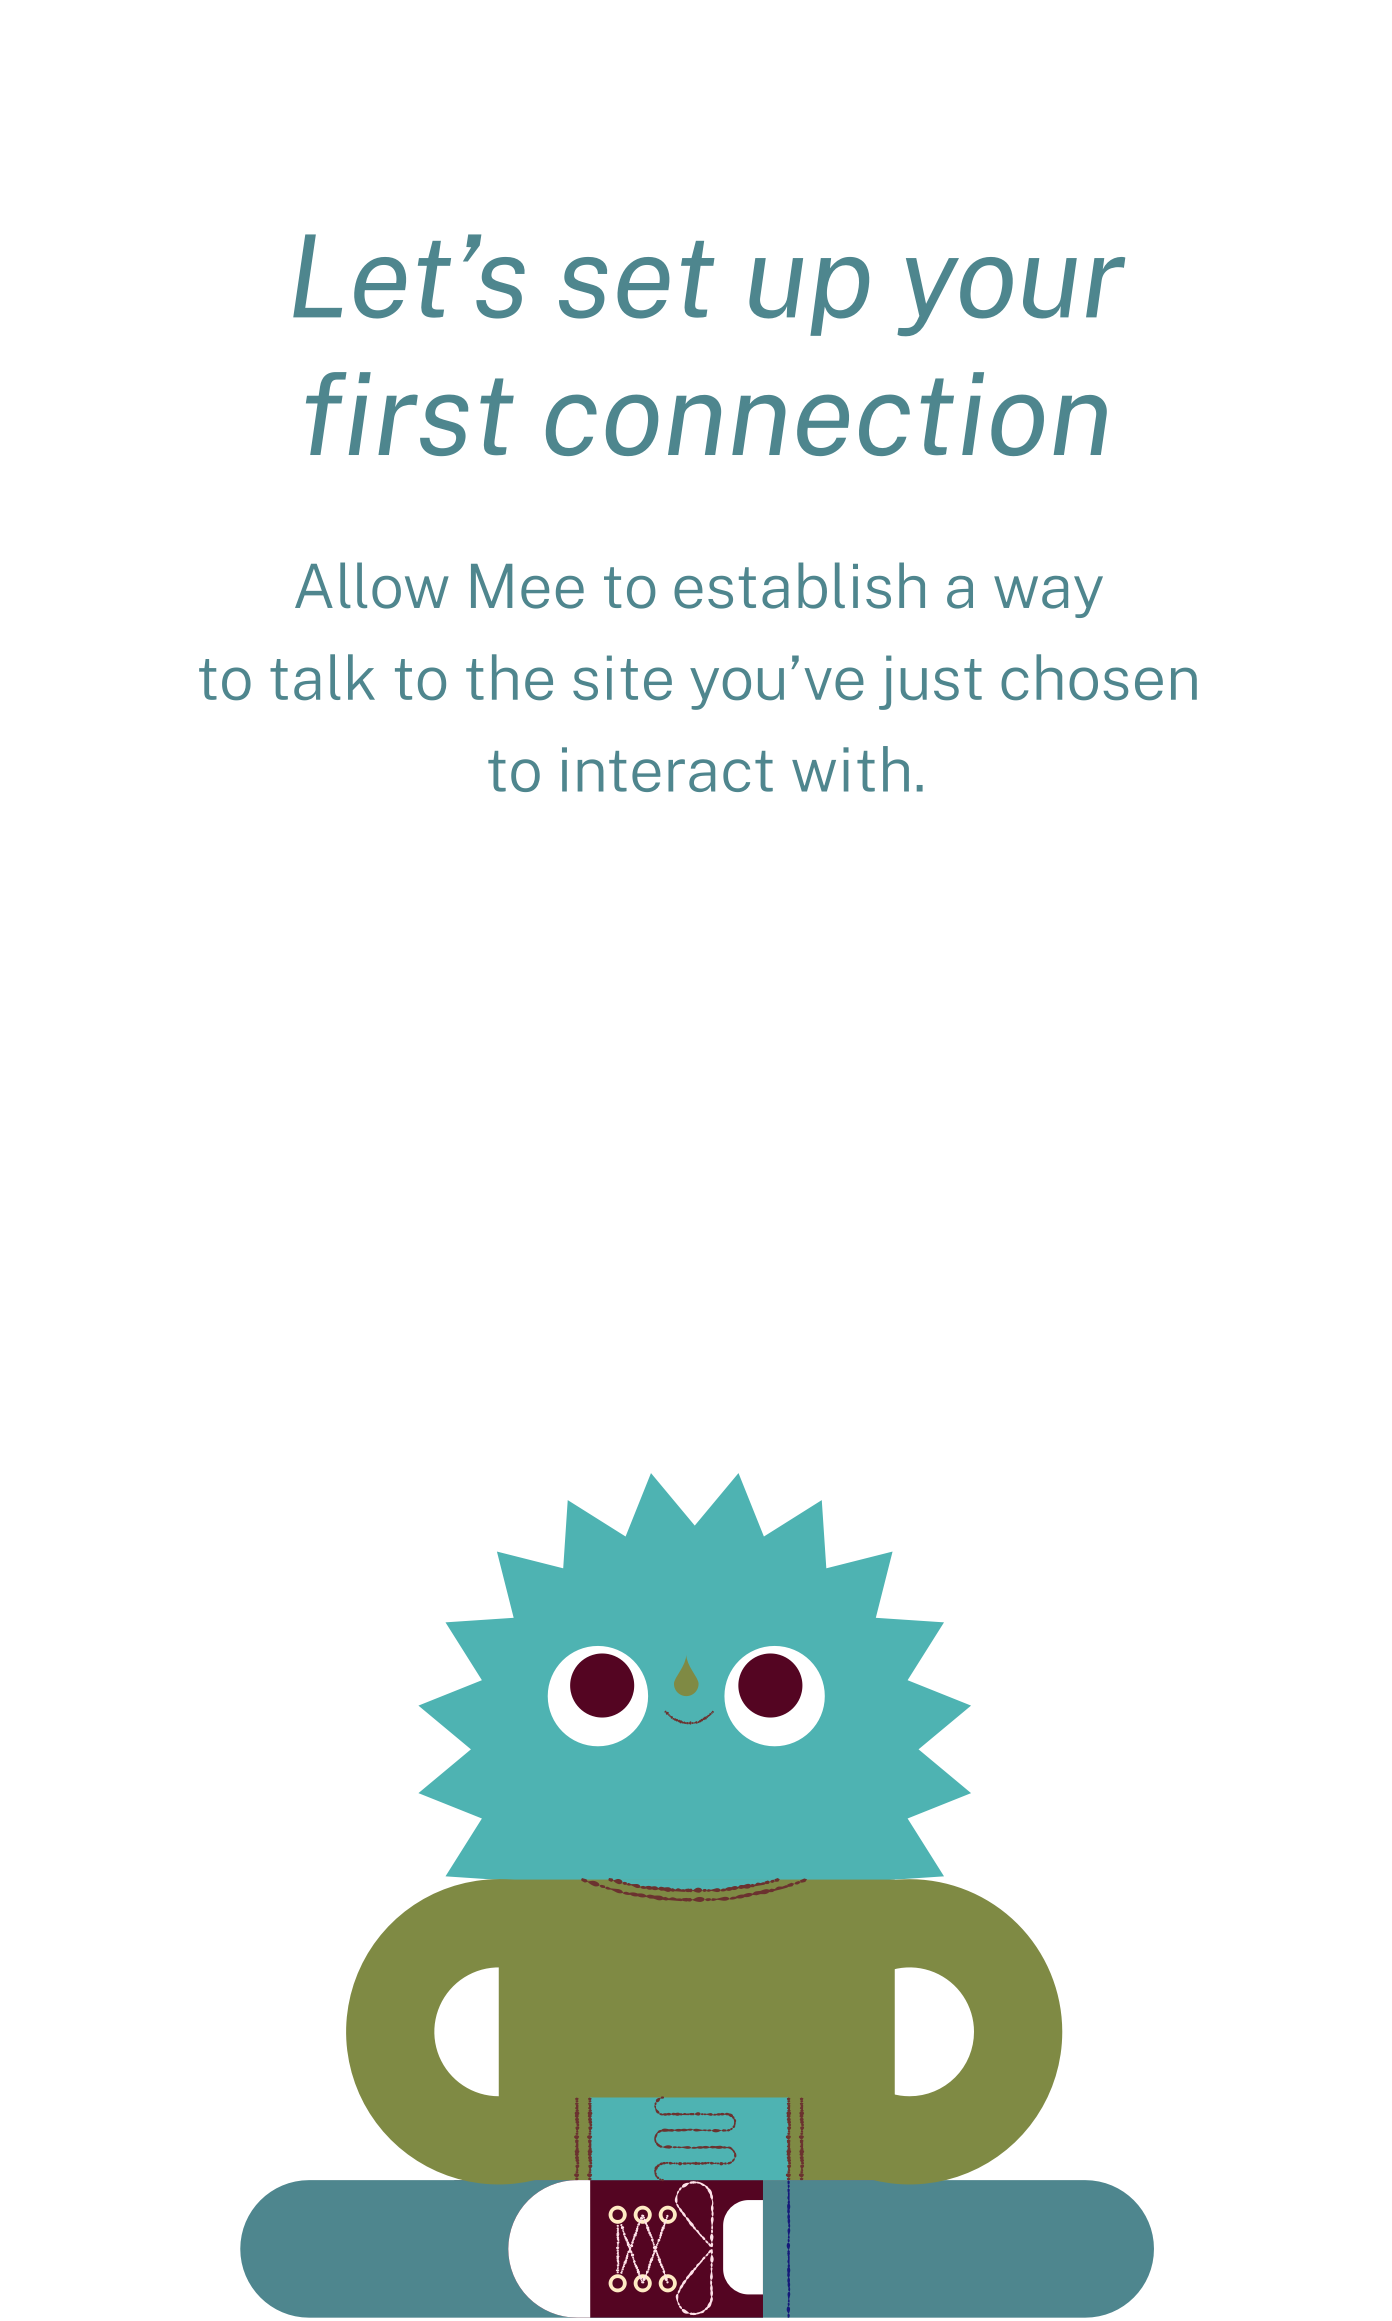 Let’s set up your
first connection
Allow Mee to establish a way
to talk to the site you’ve just chosen
to interact with.